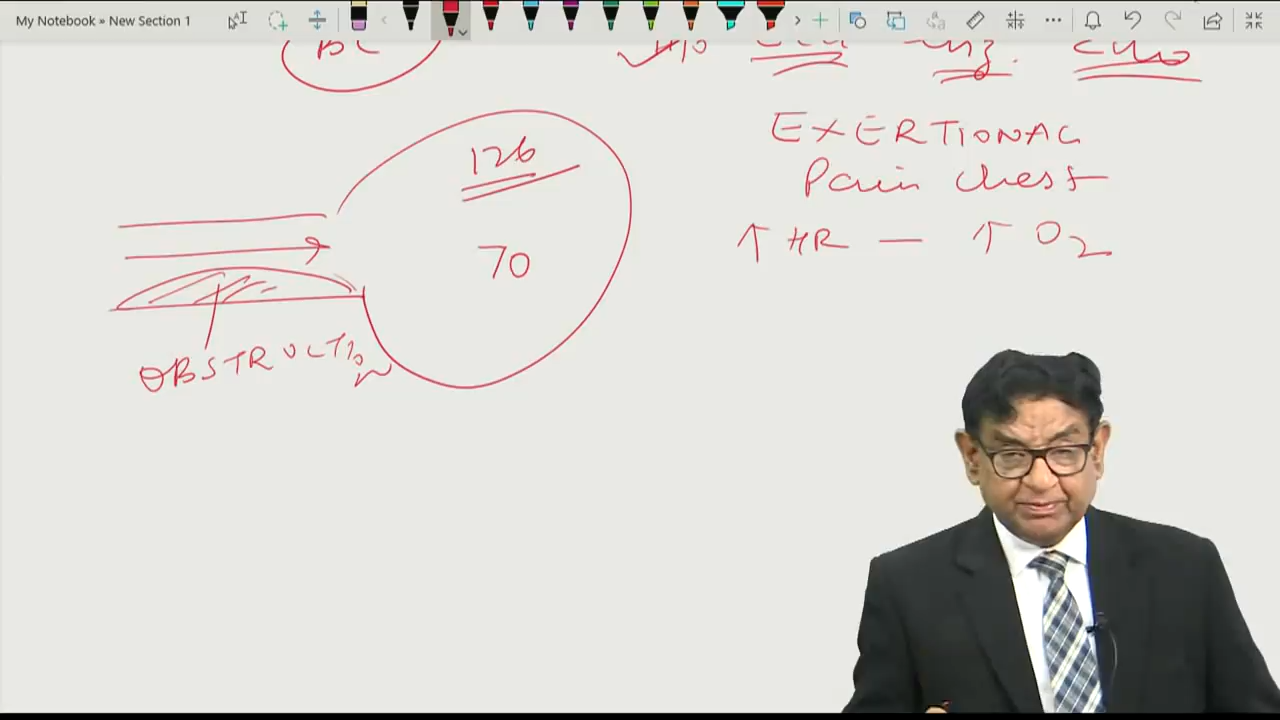 My Notebook » New Section 1
126
70
OBSTRUCTION
EXERTIONAL
Pain Chest
↑ HR — ↑ O2